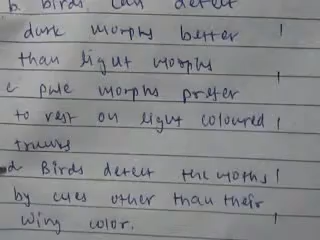 b. Birds can detect
dark morphs better
than light morphs
c pale morphs prefer
to rest on light coloured
trunks
d Birds detect the moths
by cues other than their
wing color.